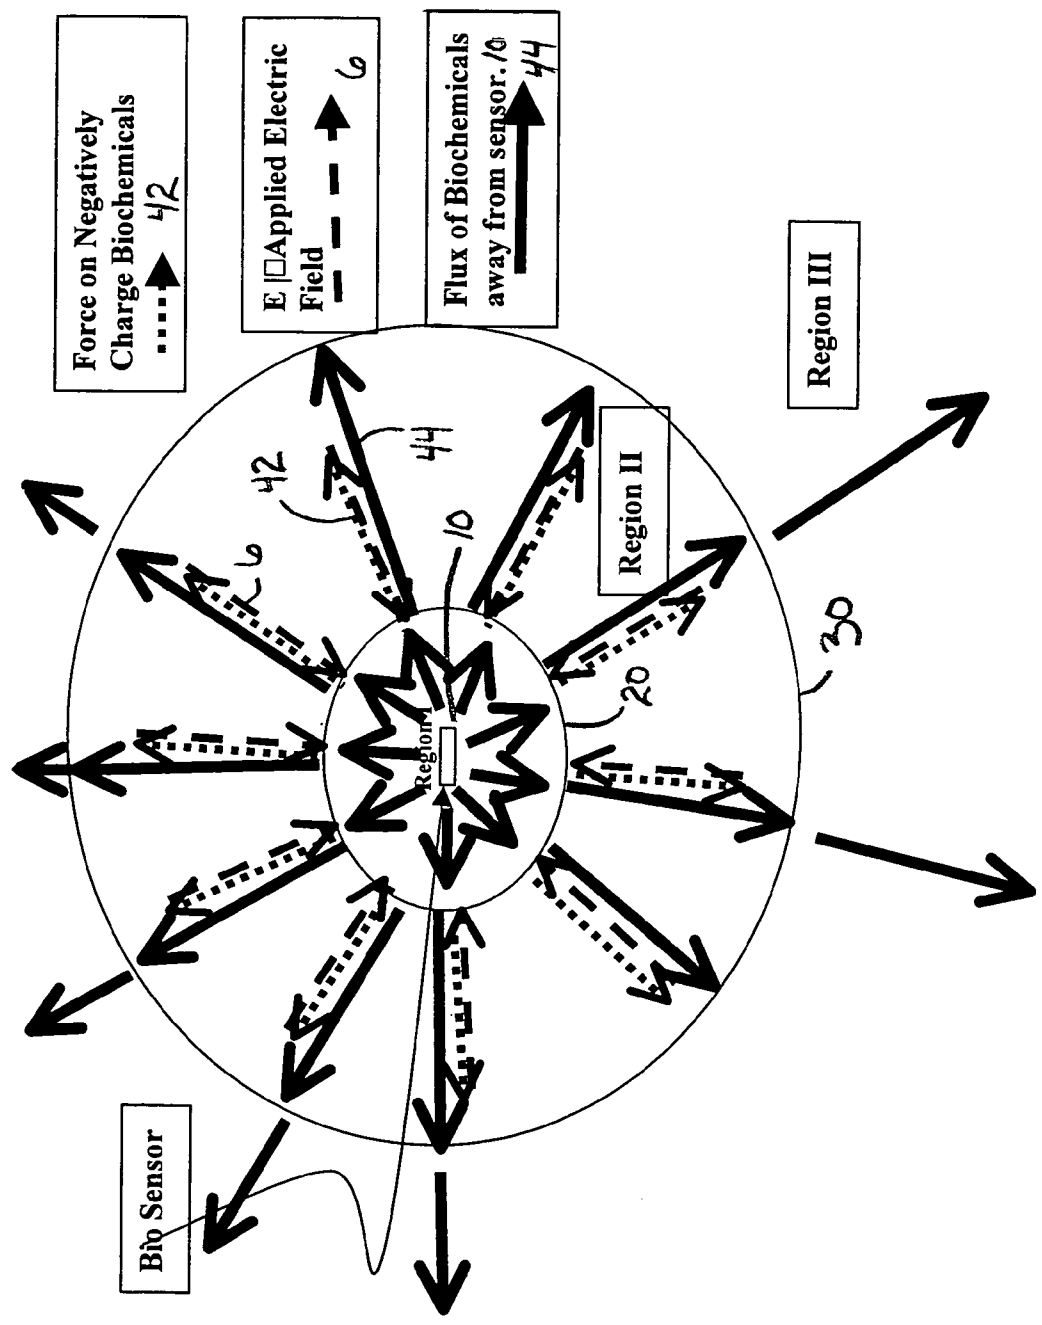 Force on Negatively
Charge Biochemicals
42
E |□Applied Electric
Field
6
Flux of Biochemicals
away from sensor. 10
44
Region III
Region II
Region I
Bio Sensor
42
44
6
10
20
30